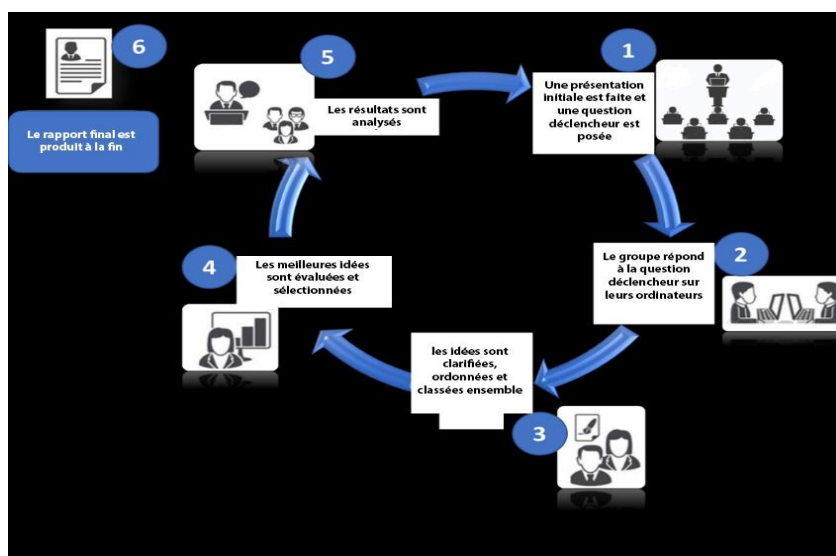 1
Une présentation
initiale est faite et
une question
déclencheur est
posée
2
Le groupe répond
à la question
déclencheur sur
leurs ordinateurs
3
les idées sont
clarifiées,
ordonnées et
classées ensemble
4
Les meilleures idées
sont évaluées et
sélectionnées
5
Les résultats sont
analysés
6
Le rapport final est
produit à la fin